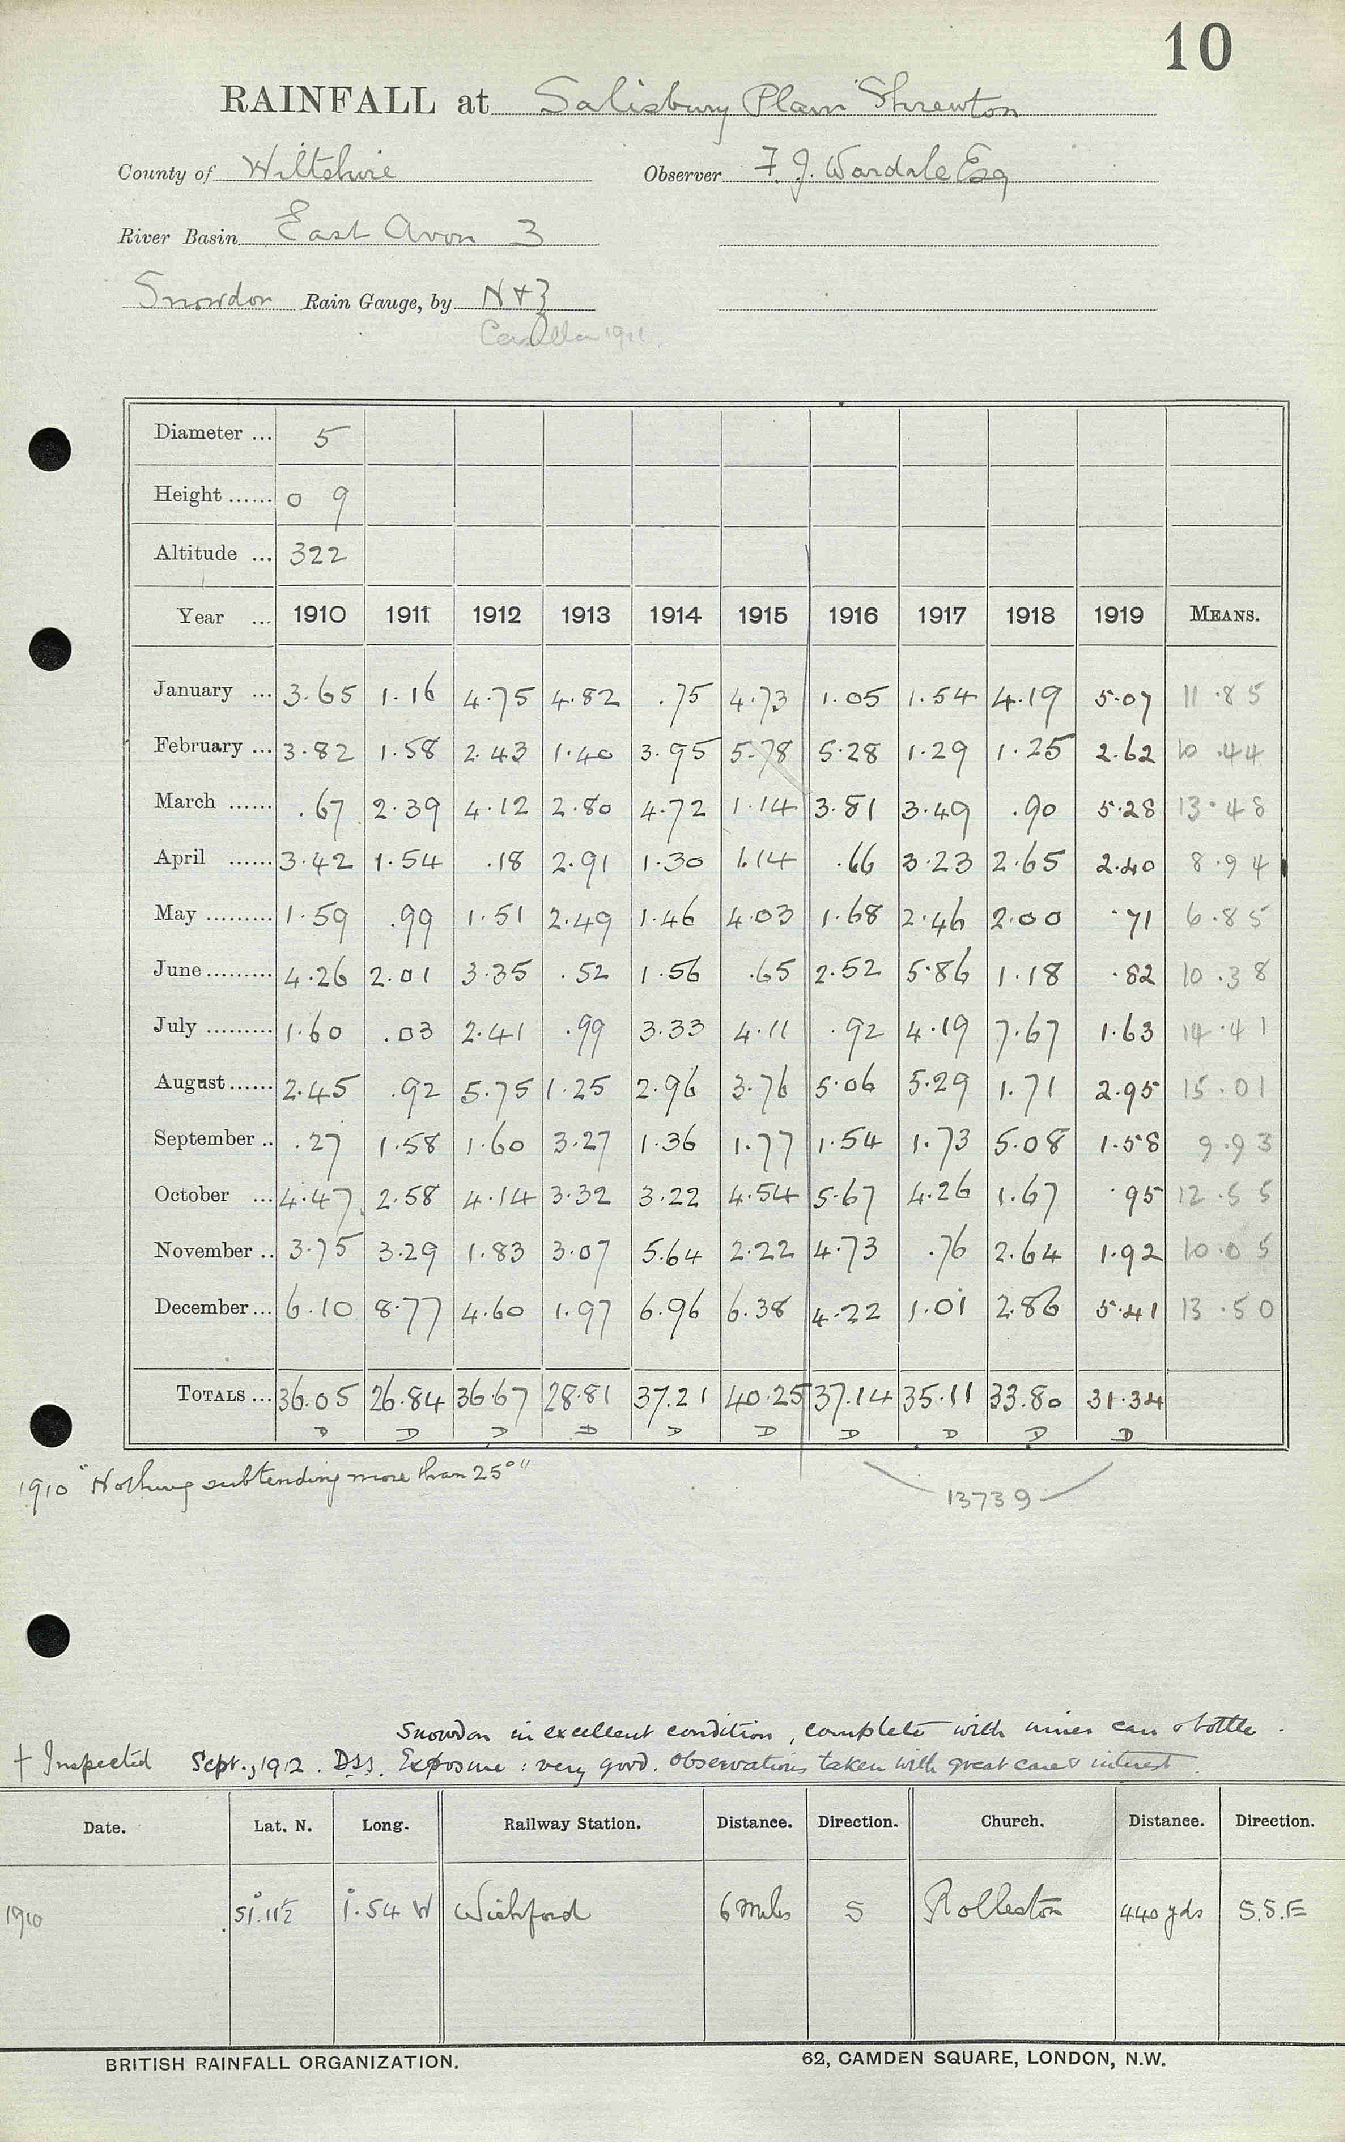 10
RAINFALL at Salisbury Plain Shrewton
County of Wiltshire Observer F. J. Wardale Esq
River Basin East Avon 3
Snowdon Rain Gauge, by N & Z
Casella 1911.
Diameter ... 5
Height ...... 0 9
Altitude ... 322
Year ... 1910 1911 1912 1913 1914 1915 1916 1917 1918 1919 MEANS.
January ... 3.65 1.16 4.75 4.82 .75 4.73 1.05 1.54 4.19 5.07 11.85
February ... 3.82 1.58 2.43 1.40 3.95 5.78 5.28 1.29 1.25 2.62 10.44
March ...... .67 2.39 4.12 2.80 4.72 1.14 3.81 3.49 .90 5.28 13.48
April ...... 3.42 1.54 .18 2.91 1.30 1.14 .66 3.23 2.65 2.40 8.94
May ......... 1.59 .99 1.51 2.49 1.46 4.03 1.68 2.46 2.00 .71 6.85
June ......... 4.26 2.01 3.35 .52 1.56 .65 2.52 5.86 1.18 .82 10.38
July ......... 1.60 .03 2.41 .99 3.33 4.11 .92 4.19 7.67 1.63 14.41
August ...... 2.45 .92 5.75 1.25 2.96 3.76 5.06 5.29 1.71 2.95 15.01
September .. .27 1.58 1.60 3.27 1.36 1.77 1.54 1.73 5.08 1.58 9.93
October ... 4.47 2.58 4.14 3.32 3.22 4.54 5.67 4.26 1.67 .95 12.55
November .. 3.75 3.29 1.83 3.07 5.64 2.22 4.73 .76 2.64 1.92 10.05
December ... 6.10 8.77 4.60 1.97 6.96 6.38 4.22 1.01 2.86 5.41 13.50
TOTALS ... 36.05 26.84 36.67 28.81 37.21 40.25 37.14 35.11 33.80 31.34
D D D D D D D D D D
1910 "Nothing subtending more than 25°"
13739
Snowdon in excellent condition, complete with inner can & bottle.
+ Inspected Sept., 1912. DSS. Exposure: very good. Observations taken with great care & interest.
Date. Lat. N. Long. Railway Station. Distance. Direction. Church. Distance. Direction.
1910 51°.11½ 1°.54 W Wishford 6 miles S Rolleston 440 yds S.S.E
BRITISH RAINFALL ORGANIZATION. 62, CAMDEN SQUARE, LONDON, N.W.